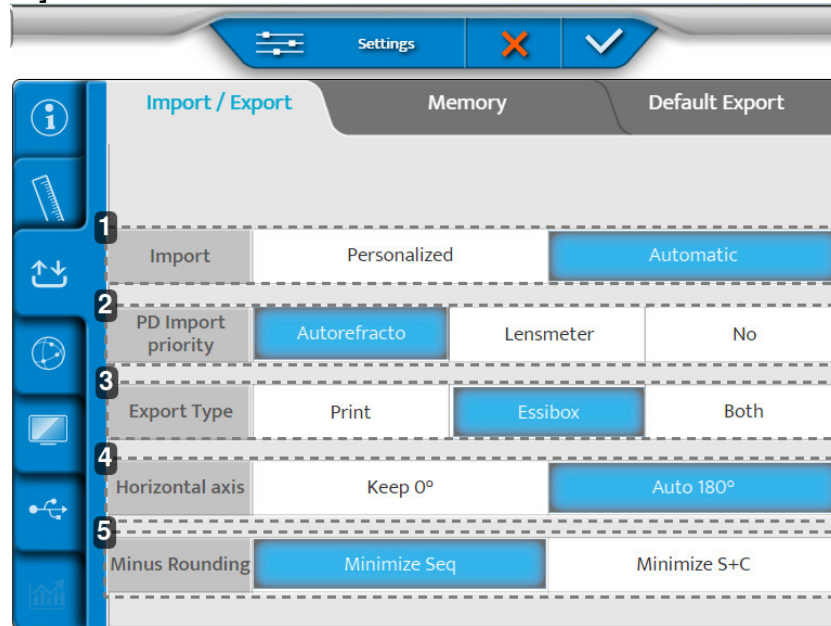 Settings
Import / Export Memory Default Export
1
Import Personalized Automatic
2
PD Import
priority
Autorefracto Lensmeter No
3
Export Type Print Essibox Both
4
Horizontal axis Keep 0° Auto 180°
5
Minus Rounding Minimize Seq Minimize S+C